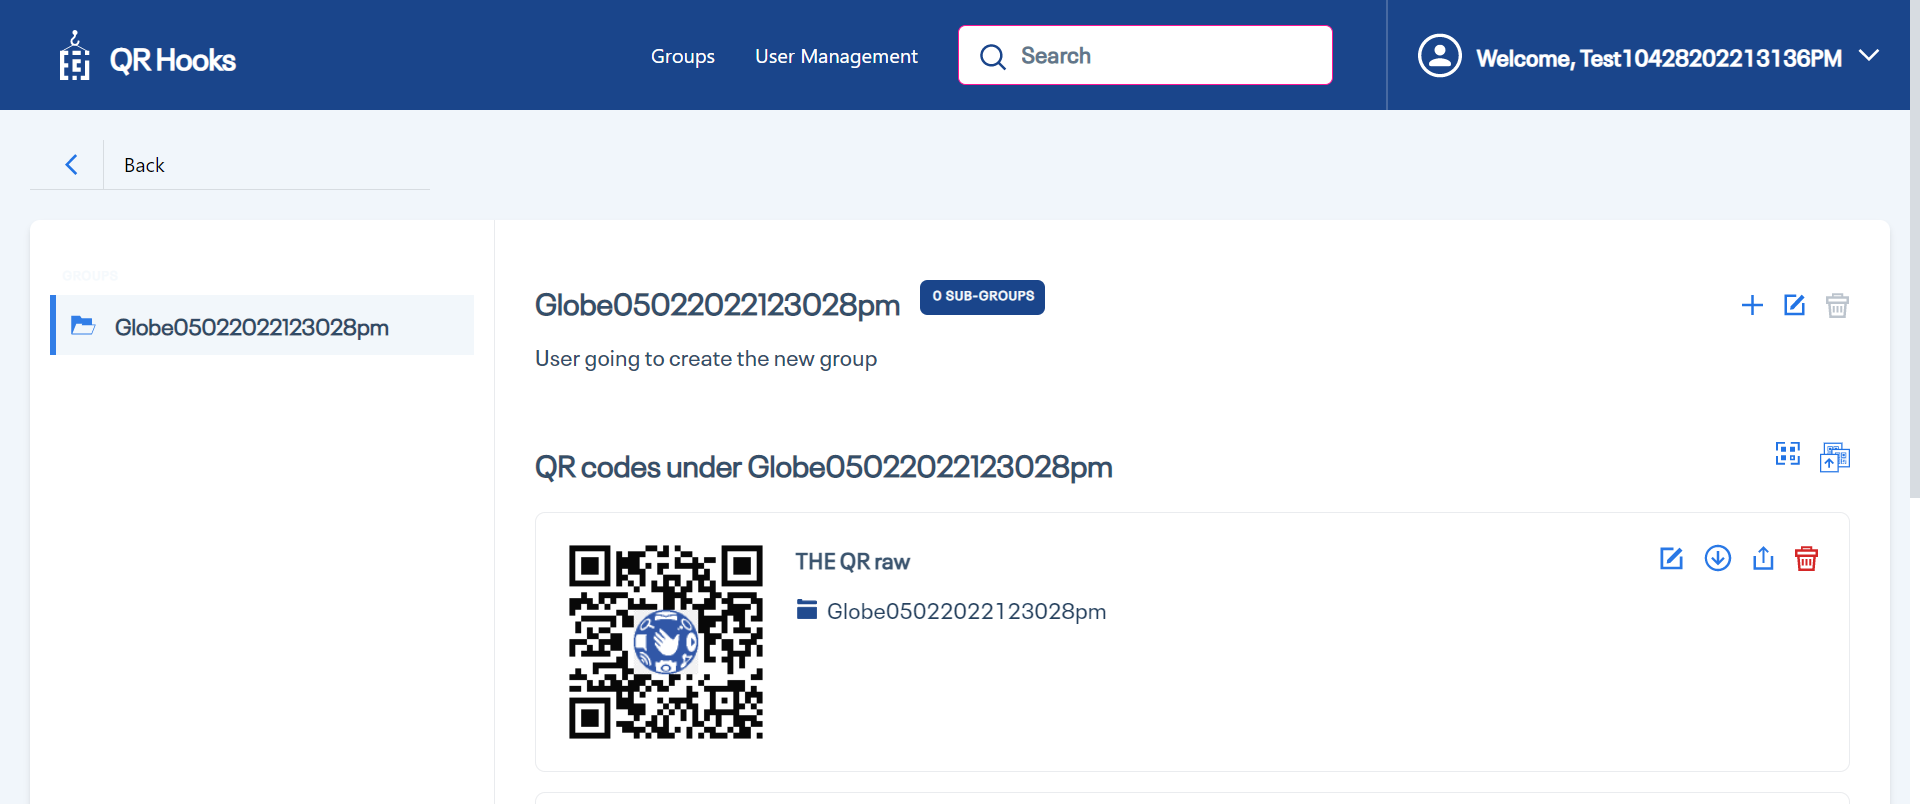 QR Hooks
Groups
User Management
Search
Welcome, Test10428202213136PM
Back
GROUPS
Globe05022022123028pm
Globe05022022123028pm
0 SUB-GROUPS
User going to create the new group
QR codes under Globe05022022123028pm
THE QR raw
Globe05022022123028pm